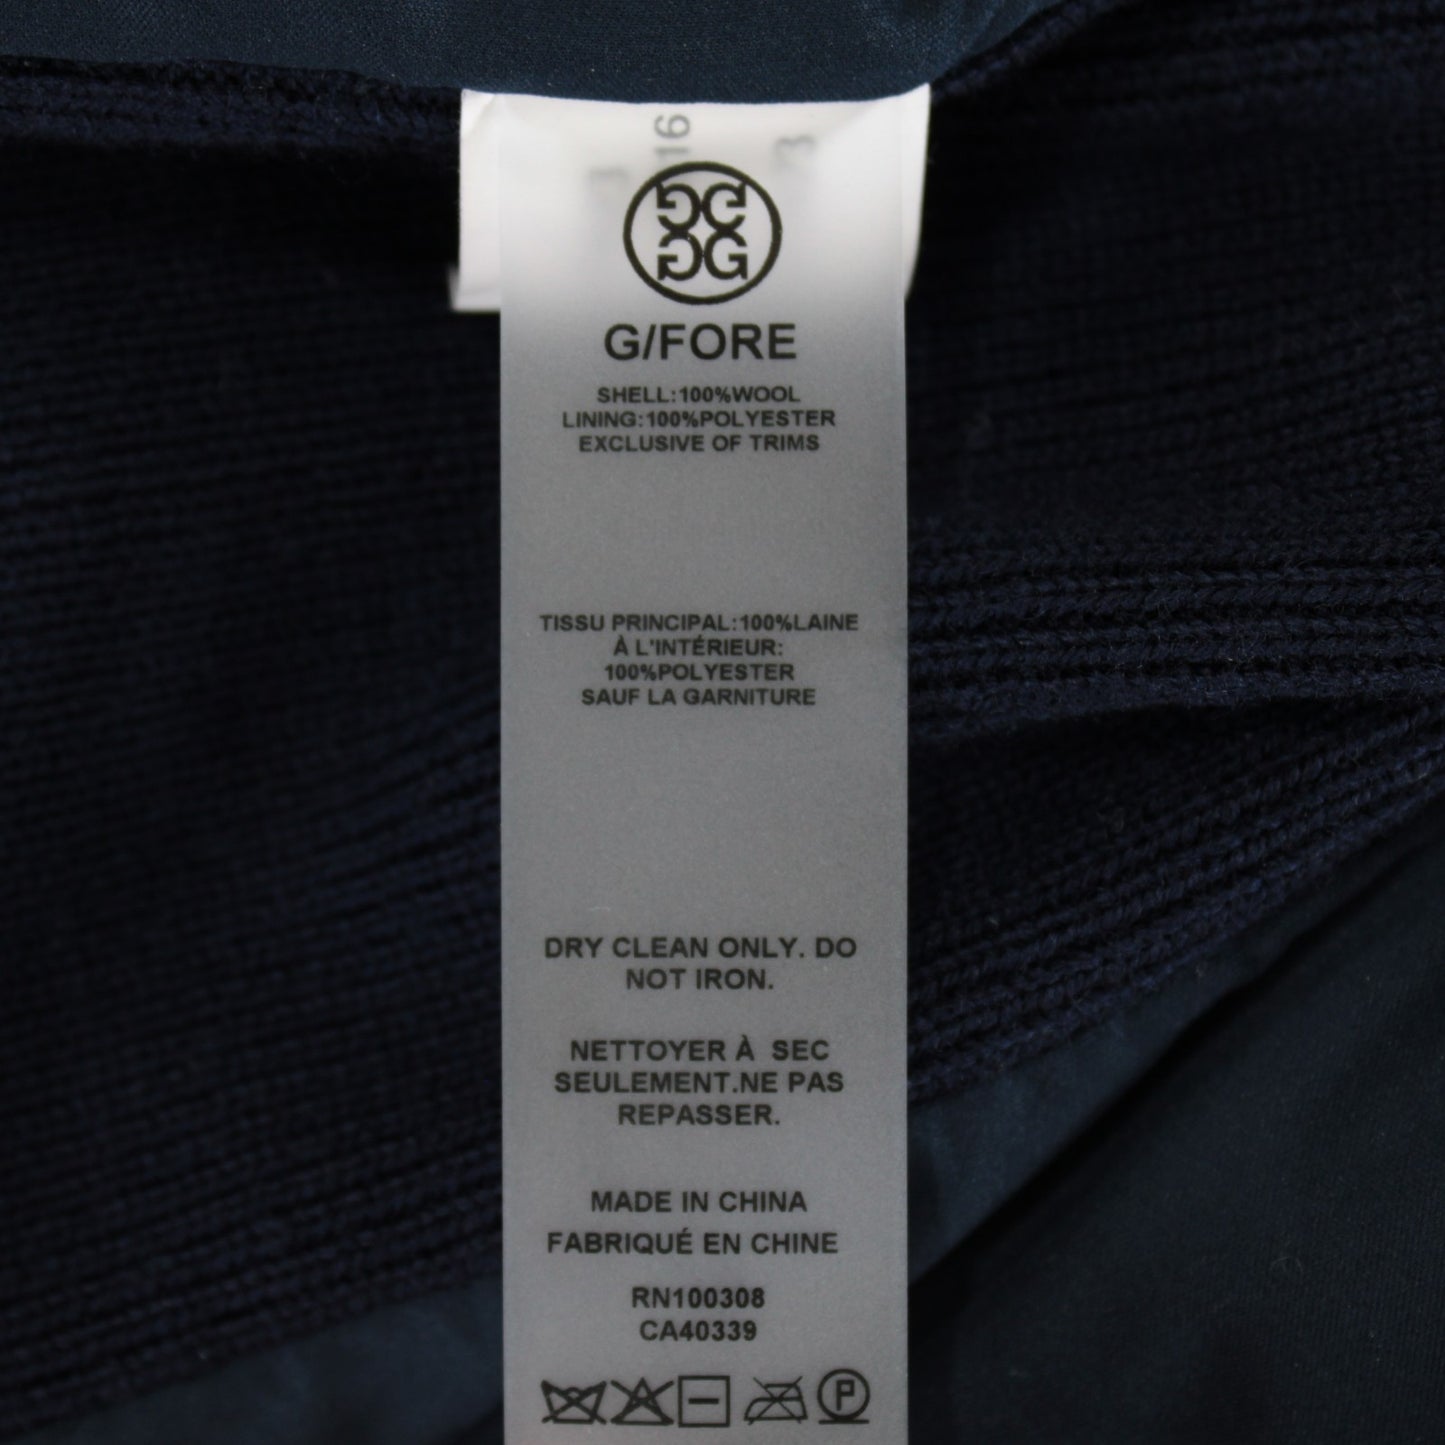 16
G/FORE
SHELL:100%WOOL
LINING:100%POLYESTER
EXCLUSIVE OF TRIMS
TISSU PRINCIPAL:100%LAINE
À L'INTÉRIEUR:
100%POLYESTER
SAUF LA GARNITURE
DRY CLEAN ONLY. DO
NOT IRON.
NETTOYER À  SEC
SEULEMENT.NE PAS
REPASSER.
MADE IN CHINA
FABRIQUÉ EN CHINE
RN100308
CA40339
P